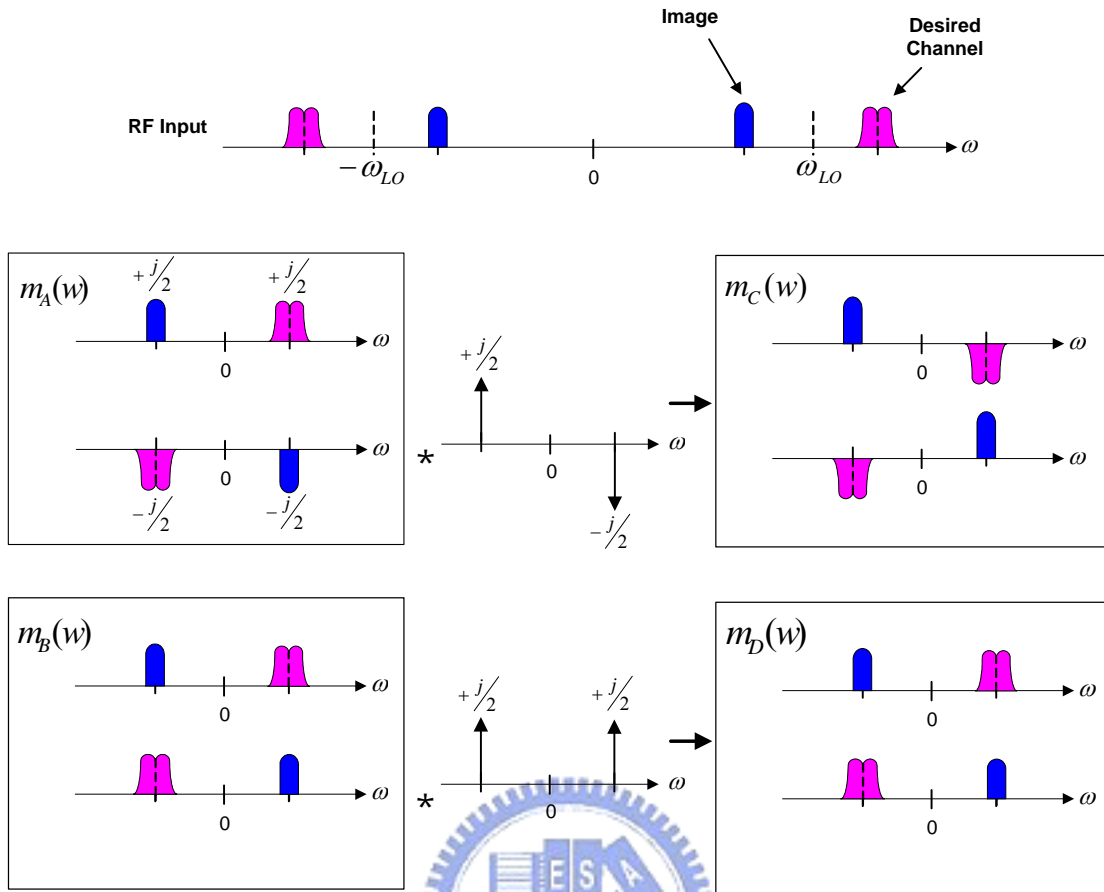 Image
Desired Channel
RF Input
ω
−ω_LO
0
ω_LO
m_A(w)
+j/2
+j/2
ω
0
ω
0
−j/2
−j/2
*
+j/2
ω
0
−j/2
m_C(w)
ω
0
ω
0
m_B(w)
ω
0
ω
0
*
+j/2
+j/2
ω
0
E S A
m_D(w)
ω
0
ω
0